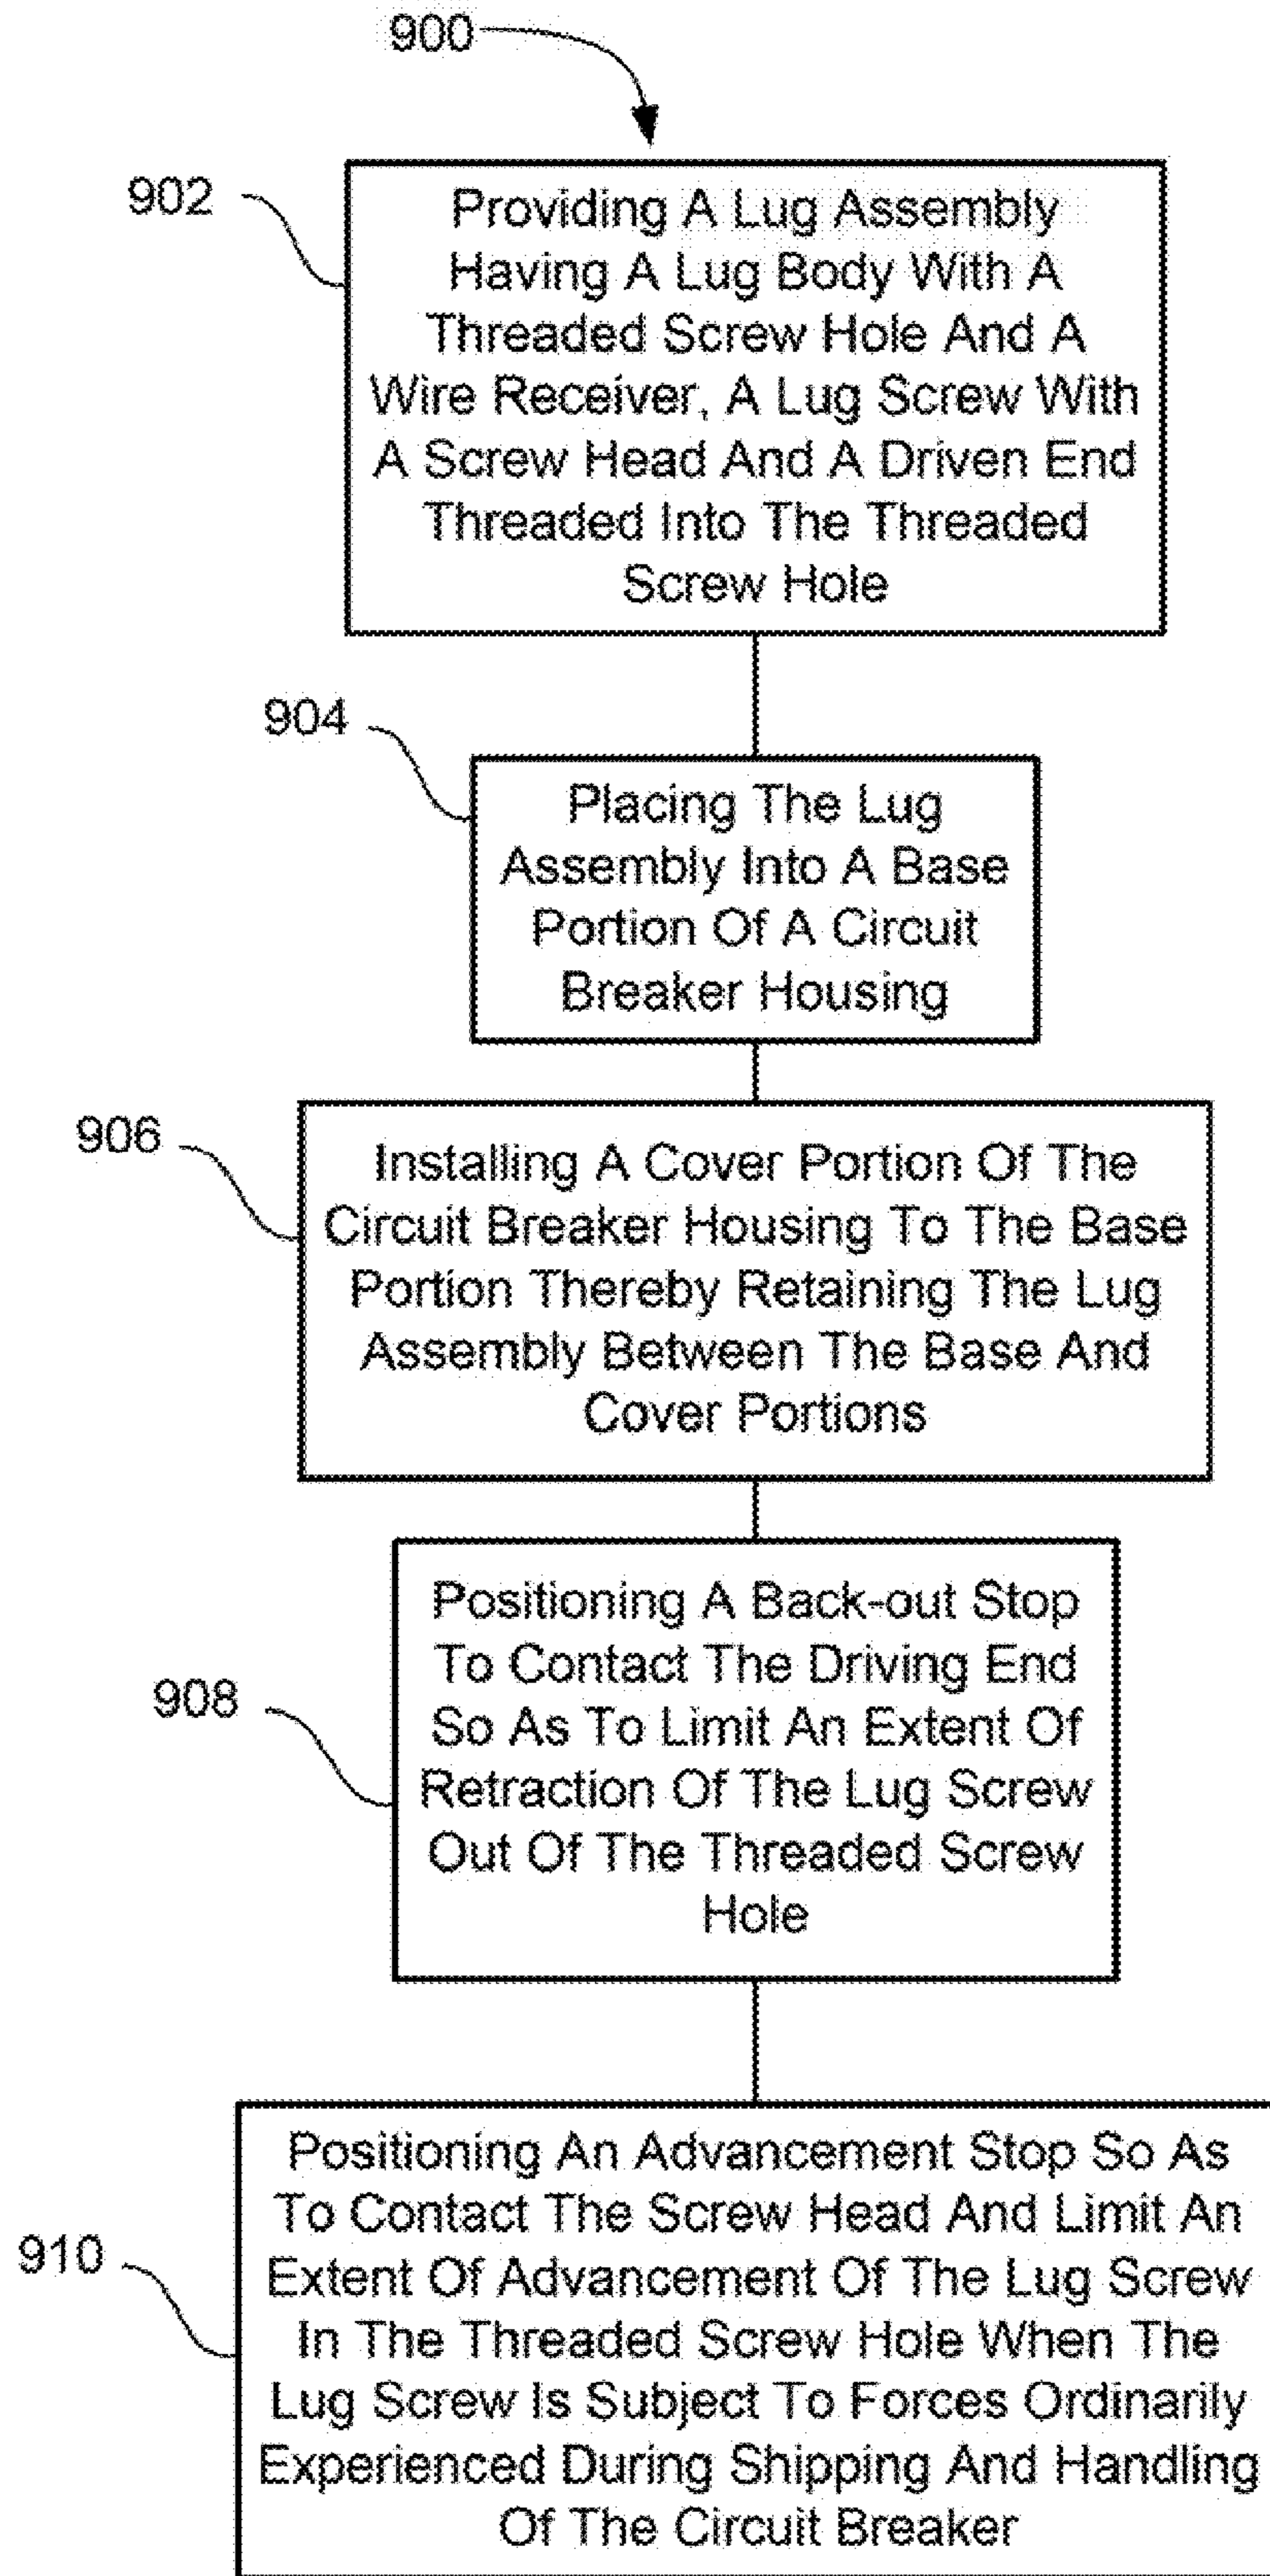 900
902
Providing A Lug Assembly
Having A Lug Body With A
Threaded Screw Hole And A
Wire Receiver, A Lug Screw With
A Screw Head And A Driven End
Threaded Into The Threaded
Screw Hole
904
Placing The Lug
Assembly Into A Base
Portion Of A Circuit
Breaker Housing
906
Installing A Cover Portion Of The
Circuit Breaker Housing To The Base
Portion Thereby Retaining The Lug
Assembly Between The Base And
Cover Portions
908
Positioning A Back-out Stop
To Contact The Driving End
So As To Limit An Extent Of
Retraction Of The Lug Screw
Out Of The Threaded Screw
Hole
910
Positioning An Advancement Stop So As
To Contact The Screw Head And Limit An
Extent Of Advancement Of The Lug Screw
In The Threaded Screw Hole When The
Lug Screw Is Subject To Forces Ordinarily
Experienced During Shipping And Handling
Of The Circuit Breaker